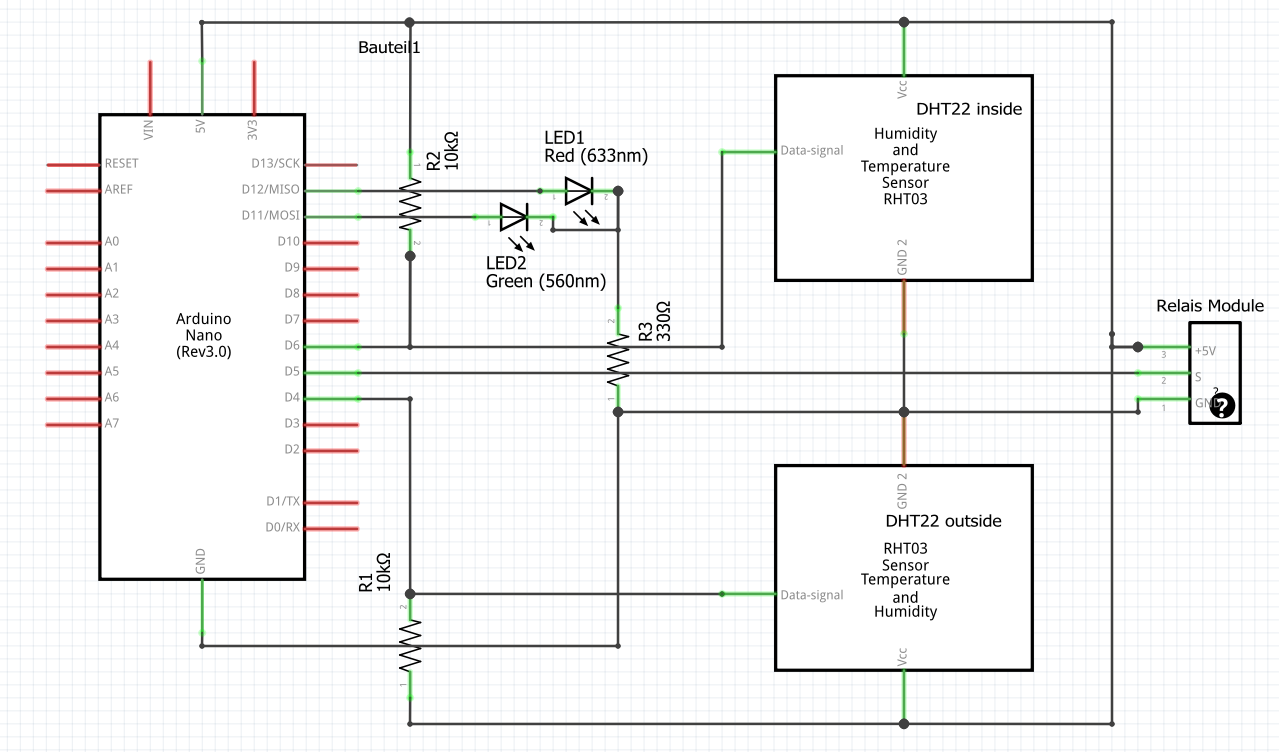 Bauteil1
VIN
5V
3V3
RESET
AREF
A0
A1
A2
A3
A4
A5
A6
A7
D13/SCK
D12/MISO
D11/MOSI
D10
D9
D8
D7
D6
D5
D4
D3
D2
D1/TX
D0/RX
GND
Arduino
Nano
(Rev3.0)
R2
10kΩ
1
2
LED1
Red (633nm)
1
2
LED2
Green (560nm)
1
2
R3
330Ω
2
1
R1
10kΩ
2
1
Vcc
DHT22 inside
Data-signal
Humidity
and
Temperature
Sensor
RHT03
GND 2
GND 2
DHT22 outside
Data-signal
RHT03
Sensor
Temperature
and
Humidity
Vcc
Relais Module
2
3
+5V
2
S
1
GND
?
?